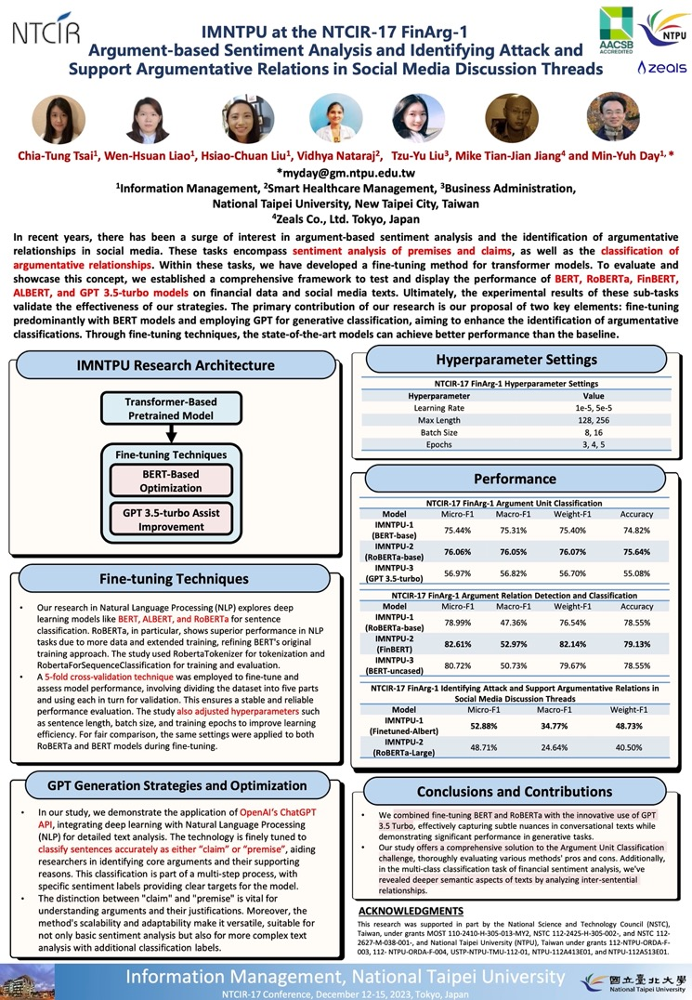 NTCIR
IMNTPU at the NTCIR-17 FinArg-1
Argument-based Sentiment Analysis and Identifying Attack and
Support Argumentative Relations in Social Media Discussion Threads
AACSB
ACCREDITED
NTPU
zeals
Chia-Tung Tsai¹, Wen-Hsuan Liao¹, Hsiao-Chuan Liu¹, Vidhya Nataraj², Tzu-Yu Liu³, Mike Tian-Jian Jiang⁴ and Min-Yuh Day¹,*
*myday@gm.ntpu.edu.tw
¹Information Management, ²Smart Healthcare Management, ³Business Administration,
National Taipei University, New Taipei City, Taiwan
⁴Zeals Co., Ltd. Tokyo, Japan
In recent years, there has been a surge of interest in argument-based sentiment analysis and the identification of argumentative
relationships in social media. These tasks encompass sentiment analysis of premises and claims, as well as the classification of
argumentative relationships. Within these tasks, we have developed a fine-tuning method for transformer models. To evaluate and
showcase this concept, we established a comprehensive framework to test and display the performance of BERT, RoBERTa, FinBERT,
ALBERT, and GPT 3.5-turbo models on financial data and social media texts. Ultimately, the experimental results of these sub-tasks
validate the effectiveness of our strategies. The primary contribution of our research is our proposal of two key elements: fine-tuning
predominantly with BERT models and employing GPT for generative classification, aiming to enhance the identification of argumentative
classifications. Through fine-tuning techniques, the state-of-the-art models can achieve better performance than the baseline.
IMNTPU Research Architecture
Transformer-Based
Pretrained Model
Fine-tuning Techniques
BERT-Based
Optimization
GPT 3.5-turbo Assist
Improvement
Fine-tuning Techniques
• Our research in Natural Language Processing (NLP) explores deep
learning models like BERT, ALBERT, and RoBERTa for sentence
classification. RoBERTa, in particular, shows superior performance in NLP
tasks due to more data and extended training, refining BERT's original
training approach. The study used RobertaTokenizer for tokenization and
RobertaForSequenceClassification for training and evaluation.
• A 5-fold cross-validation technique was employed to fine-tune and
assess model performance, involving dividing the dataset into five parts
and using each in turn for validation. This ensures a stable and reliable
performance evaluation. The study also adjusted hyperparameters such
as sentence length, batch size, and training epochs to improve learning
efficiency. For fair comparison, the same settings were applied to both
RoBERTa and BERT models during fine-tuning.
GPT Generation Strategies and Optimization
• In our study, we demonstrate the application of OpenAI's ChatGPT
API, integrating deep learning with Natural Language Processing
(NLP) for detailed text analysis. The technology is finely tuned to
classify sentences accurately as either “claim” or “premise”, aiding
researchers in identifying core arguments and their supporting
reasons. This classification is part of a multi-step process, with
specific sentiment labels providing clear targets for the model.
• The distinction between "claim" and "premise" is vital for
understanding arguments and their justifications. Moreover, the
method's scalability and adaptability make it versatile, suitable for
not only basic sentiment analysis but also for more complex text
analysis with additional classification labels.
Hyperparameter Settings
NTCIR-17 FinArg-1 Hyperparameter Settings
Hyperparameter Value
Learning Rate 1e-5, 5e-5
Max Length 128, 256
Batch Size 8, 16
Epochs 3, 4, 5
Performance
NTCIR-17 FinArg-1 Argument Unit Classification
Model Micro-F1 Macro-F1 Weight-F1 Accuracy
IMNTPU-1
(BERT-base) 75.44% 75.31% 75.40% 74.82%
IMNTPU-2
(RoBERTa-base) 76.06% 76.05% 76.07% 75.64%
IMNTPU-3
(GPT 3.5-turbo) 56.97% 56.82% 56.70% 55.08%
NTCIR-17 FinArg-1 Argument Relation Detection and Classification
Model Micro-F1 Macro-F1 Weight-F1 Accuracy
IMNTPU-1
(RoBERTa-base) 78.99% 47.36% 76.54% 78.55%
IMNTPU-2
(FinBERT) 82.61% 52.97% 82.14% 79.13%
IMNTPU-3
(BERT-uncased) 80.72% 50.73% 79.67% 78.55%
NTCIR-17 FinArg-1 Identifying Attack and Support Argumentative Relations in
Social Media Discussion Threads
Model Micro-F1 Macro-F1 Weight-F1
IMNTPU-1
(Finetuned-Albert) 52.88% 34.77% 48.73%
IMNTPU-2
(RoBERTa-Large) 48.71% 24.64% 40.50%
Conclusions and Contributions
• We combined fine-tuning BERT and RoBERTa with the innovative use of GPT
3.5 Turbo, effectively capturing subtle nuances in conversational texts while
demonstrating significant performance in generative tasks.
• Our study offers a comprehensive solution to the Argument Unit Classification
challenge, thoroughly evaluating various methods' pros and cons. Additionally,
in the multi-class classification task of financial sentiment analysis, we've
revealed deeper semantic aspects of texts by analyzing inter-sentential
relationships.
ACKNOWLEDGMENTS
This research was supported in part by the National Science and Technology Council (NSTC),
Taiwan, under grants MOST 110-2410-H-305-013-MY2, NSTC 112-2425-H-305-002-, and NSTC 112-
2627-M-038-001-, and National Taipei University (NTPU), Taiwan under grants 112-NTPU-ORDA-F-
003, 112- NTPU-ORDA-F-004, USTP-NTPU-TMU-112-01, NTPU-112A413E01, and NTPU-112A513E01.
Information Management, National Taipei University
NTCIR-17 Conference, December 12-15, 2023, Tokyo, Japan
國立臺北大學
National Taipei University